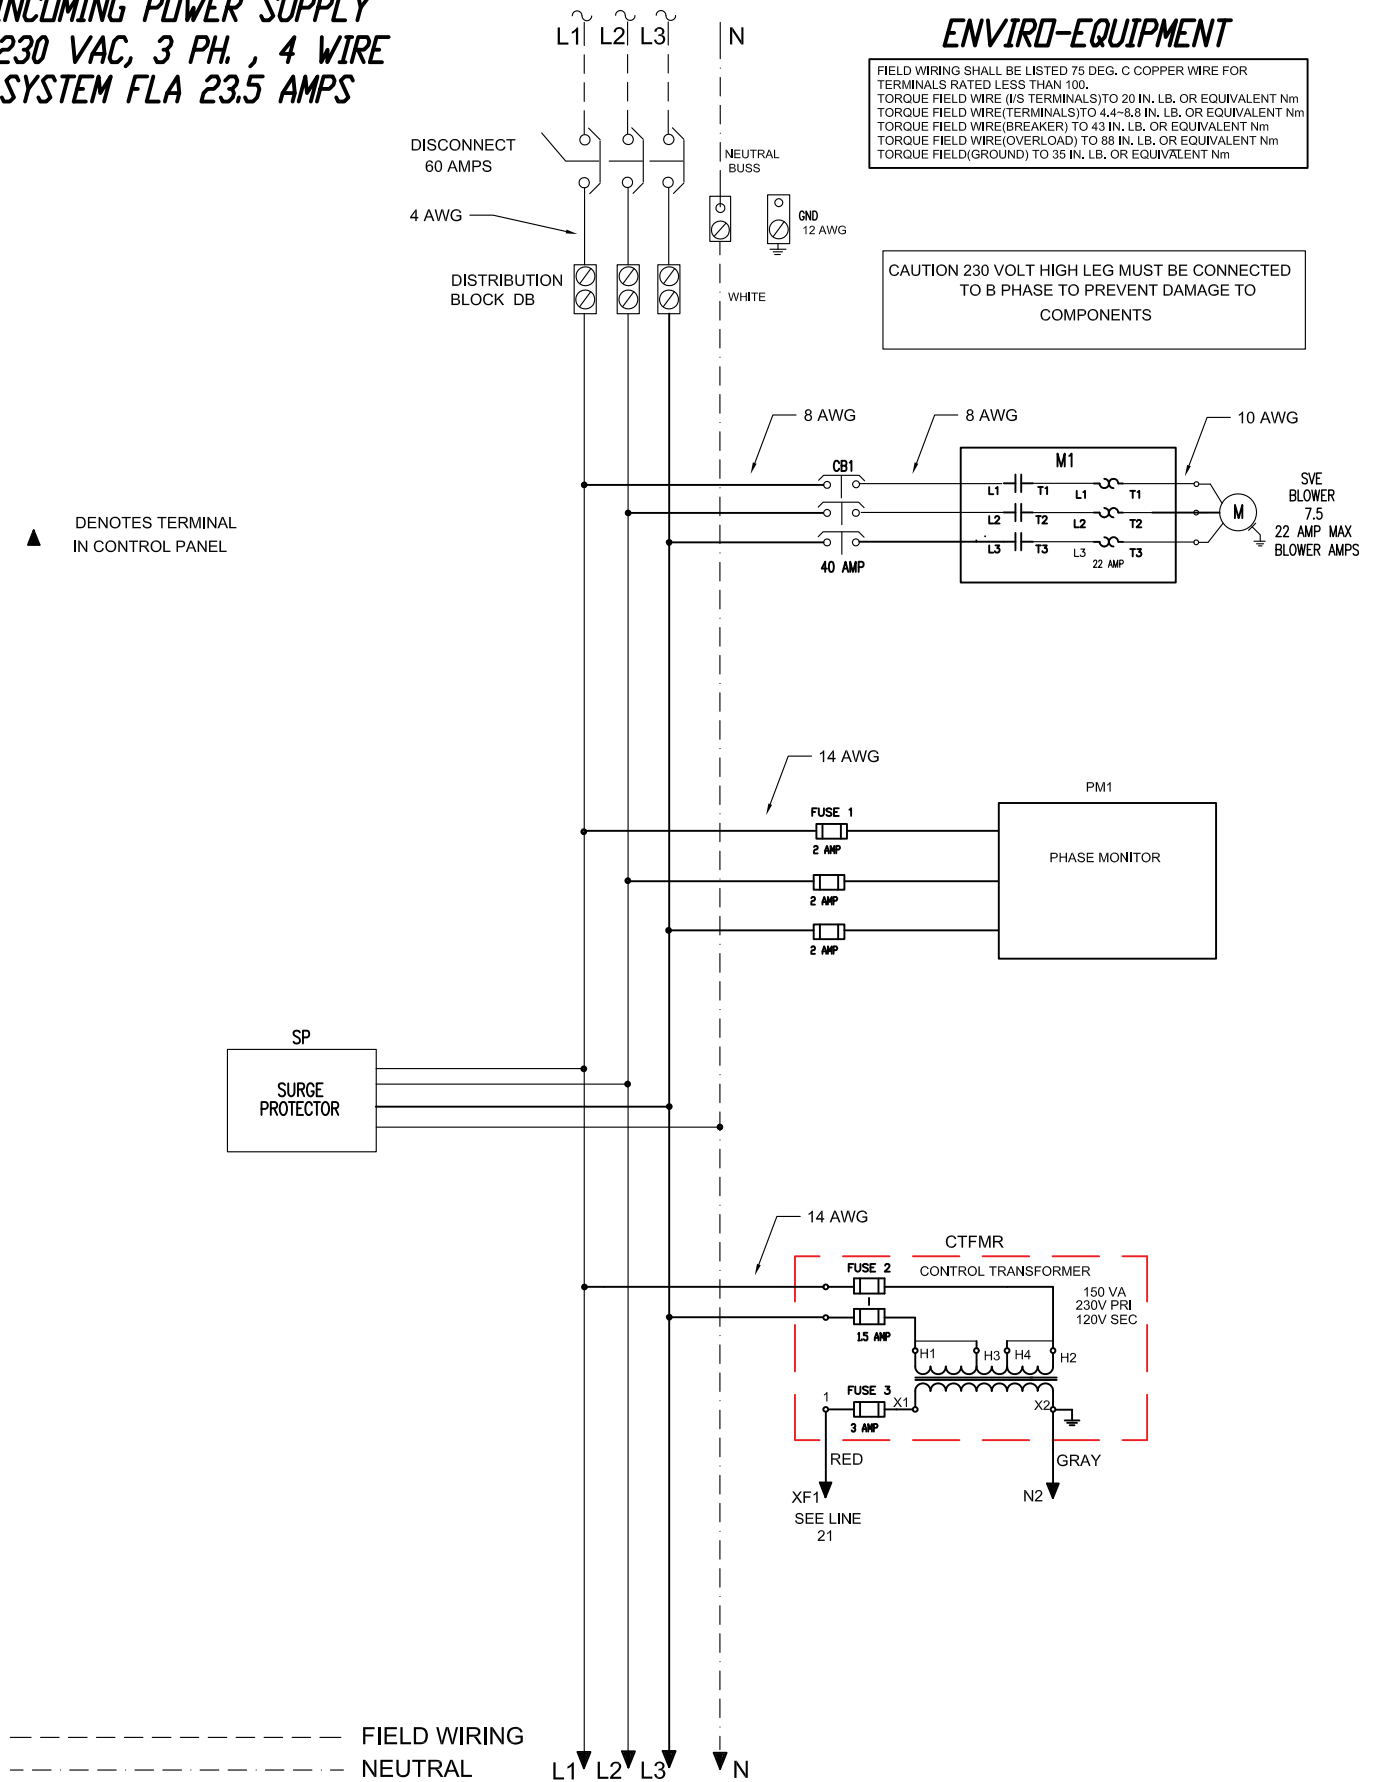 INCOMING POWER SUPPLY
230 VAC, 3 PH. , 4 WIRE
SYSTEM FLA 23.5 AMPS
L1 L2 L3 N
ENVIRO-EQUIPMENT
FIELD WIRING SHALL BE LISTED 75 DEG. C COPPER WIRE FOR
TERMINALS RATED LESS THAN 100.
TORQUE FIELD WIRE (I/S TERMINALS)TO 20 IN. LB. OR EQUIVALENT Nm
TORQUE FIELD WIRE(TERMINALS)TO 4.4~8.8 IN. LB. OR EQUIVALENT Nm
TORQUE FIELD WIRE(BREAKER) TO 43 IN. LB. OR EQUIVALENT Nm
TORQUE FIELD WIRE(OVERLOAD) TO 88 IN. LB. OR EQUIVALENT Nm
TORQUE FIELD(GROUND) TO 35 IN. LB. OR EQUIVALENT Nm
DISCONNECT
60 AMPS
NEUTRAL
BUSS
4 AWG
GND
12 AWG
DISTRIBUTION
BLOCK DB
WHITE
CAUTION 230 VOLT HIGH LEG MUST BE CONNECTED
TO B PHASE TO PREVENT DAMAGE TO
COMPONENTS
8 AWG
8 AWG
10 AWG
CB1
M1
L1 T1 L1 T1
L2 T2 L2 T2
L3 T3 L3 T3
22 AMP
40 AMP
M
SVE
BLOWER
7.5
22 AMP MAX
BLOWER AMPS
DENOTES TERMINAL
IN CONTROL PANEL
14 AWG
PM1
FUSE 1
2 AMP
PHASE MONITOR
2 AMP
2 AMP
SP
SURGE
PROTECTOR
14 AWG
CTFMR
FUSE 2
CONTROL TRANSFORMER
150 VA
230V PRI
120V SEC
1.5 AMP
H1 H3 H4 H2
FUSE 3
1
X1
X2
3 AMP
RED
GRAY
XF1
N2
SEE LINE
21
FIELD WIRING
NEUTRAL
L1 L2 L3 N